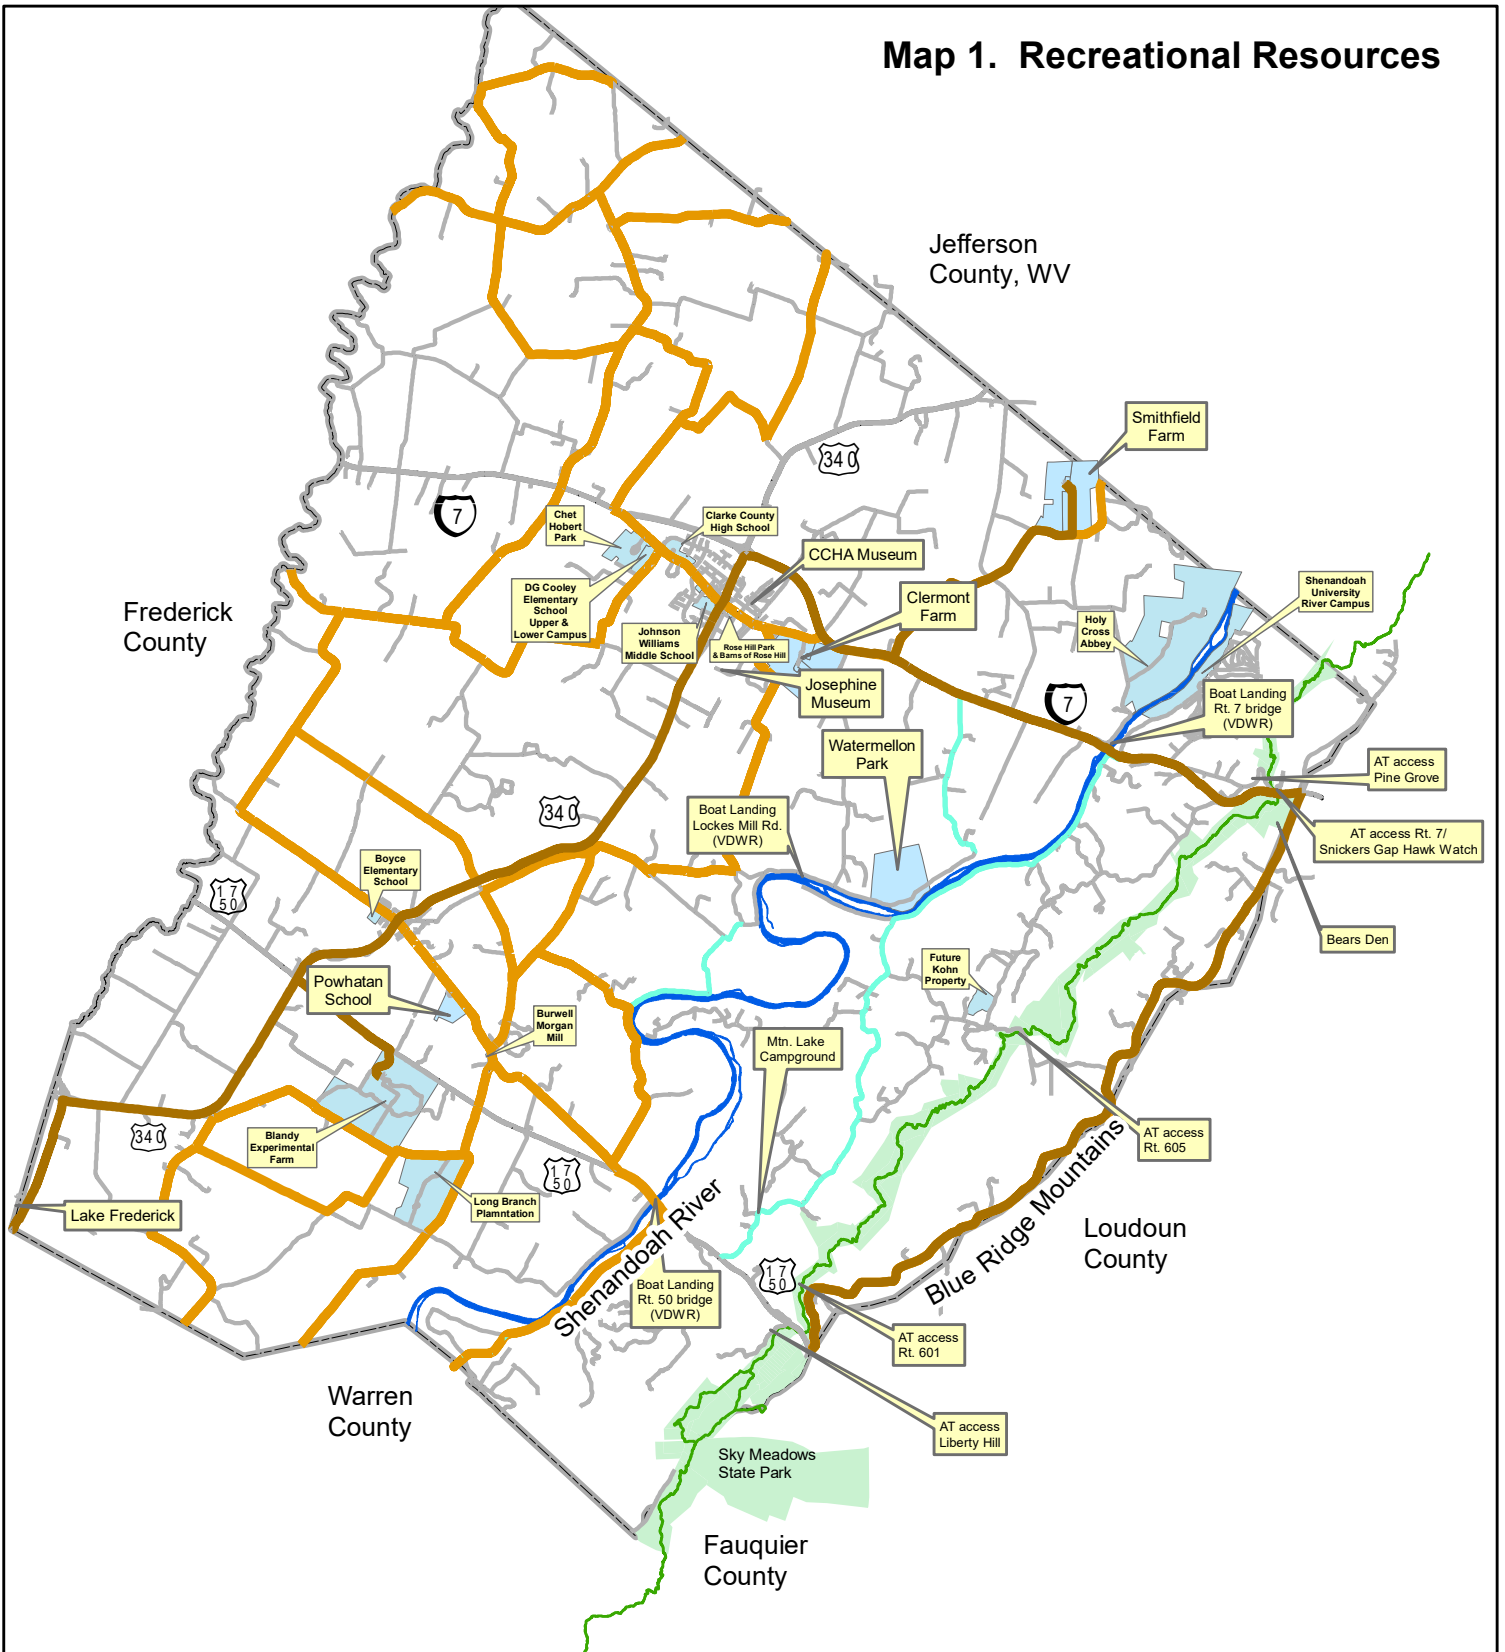 Map 1.  Recreational Resources
Jefferson
County, WV
Smithfield
Farm
340
7
Chet
Hobert
Park
Clarke County
High School
CCHA Museum
DG Cooley
Elementary
School
Upper &
Lower Campus
Clermont
Farm
Shenandoah
University
River Campus
Holy
Cross
Abbey
Frederick
County
Johnson
Williams
Middle School
Rose Hill Park
& Barns of Rose Hill
Josephine
Museum
7
Boat Landing
Rt. 7 bridge
(VDWR)
Watermellon
Park
AT access
Pine Grove
340
Boat Landing
Lockes Mill Rd.
(VDWR)
AT access Rt. 7/
Snickers Gap Hawk Watch
Boyce
Elementary
School
17
50
Bears Den
Future
Kohn
Property
Powhatan
School
Burwell
Morgan
Mill
Mtn. Lake
Campground
340
Blandy
Experimental
Farm
AT access
Rt. 605
17
50
Long Branch
Plamntation
Lake Frederick
Shenandoah River
Blue Ridge Mountains
Loudoun
County
17
50
Boat Landing
Rt. 50 bridge
(VDWR)
AT access
Rt. 601
Warren
County
AT access
Liberty Hill
Sky Meadows
State Park
Fauquier
County